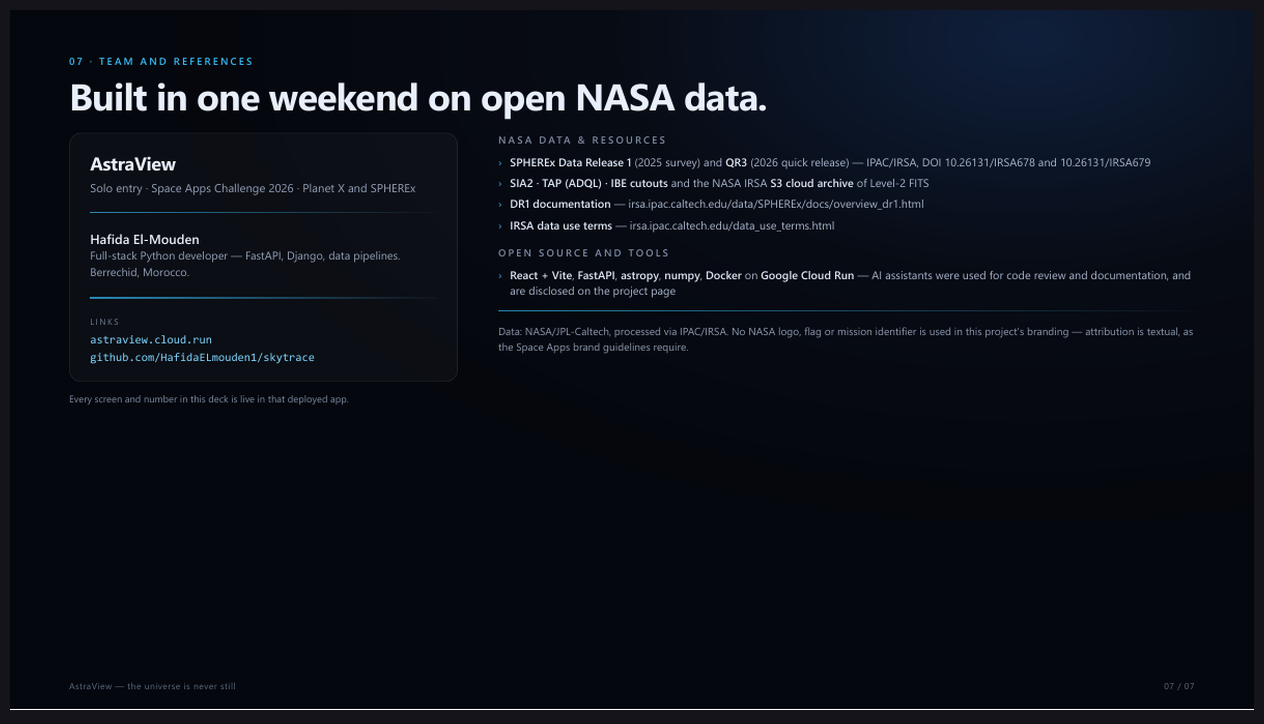 07 · TEAM AND REFERENCES
Built in one weekend on open NASA data.
AstraView
Solo entry · Space Apps Challenge 2026 · Planet X and SPHEREx
Hafida El-Mouden
Full-stack Python developer — FastAPI, Django, data pipelines.
Berrechid, Morocco.
LINKS
astraview.cloud.run
github.com/HafidaELmouden1/skytrace
Every screen and number in this deck is live in that deployed app.
NASA DATA & RESOURCES
› SPHEREx Data Release 1 (2025 survey) and QR3 (2026 quick release) — IPAC/IRSA, DOI 10.26131/IRSA678 and 10.26131/IRSA679
› SIA2 · TAP (ADQL) · IBE cutouts and the NASA IRSA S3 cloud archive of Level-2 FITS
› DR1 documentation — irsa.ipac.caltech.edu/data/SPHEREx/docs/overview_dr1.html
› IRSA data use terms — irsa.ipac.caltech.edu/data_use_terms.html
OPEN SOURCE AND TOOLS
› React + Vite, FastAPI, astropy, numpy, Docker on Google Cloud Run — AI assistants were used for code review and documentation, and
are disclosed on the project page
Data: NASA/JPL-Caltech, processed via IPAC/IRSA. No NASA logo, flag or mission identifier is used in this project's branding — attribution is textual, as
the Space Apps brand guidelines require.
AstraView — the universe is never still
07 / 07